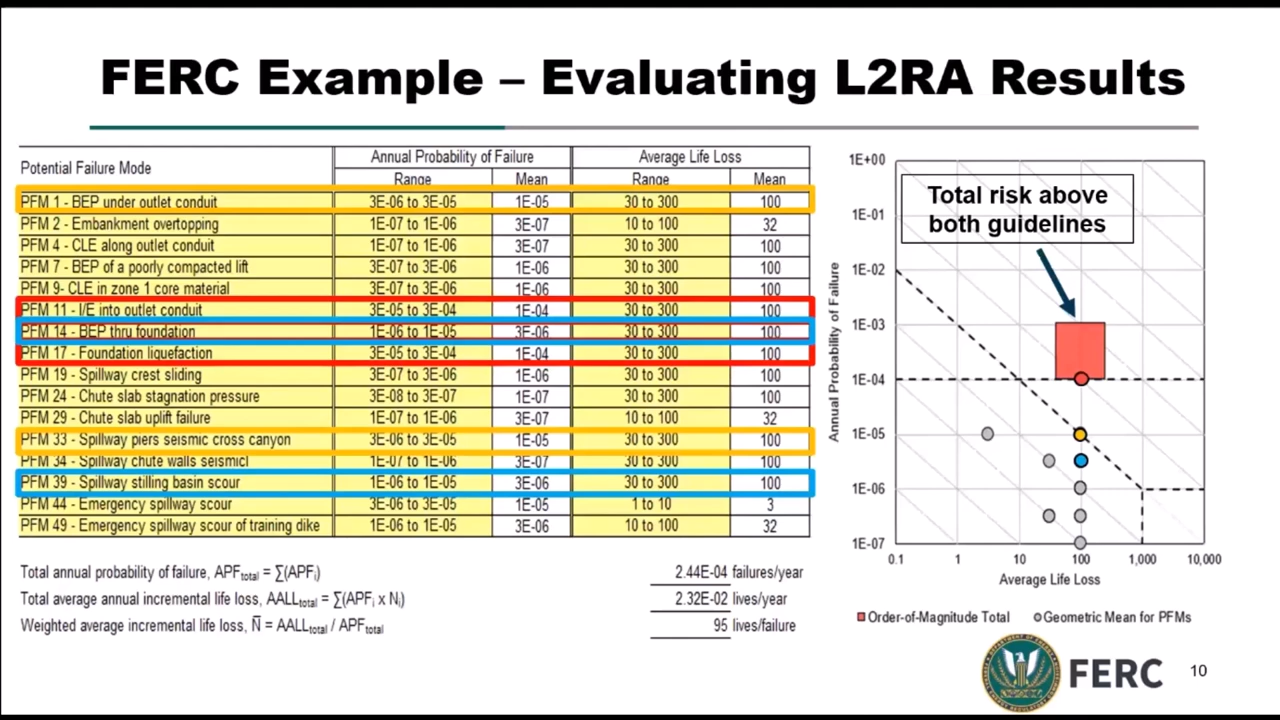 FERC Example – Evaluating L2RA Results
Potential Failure Mode Annual Probability of Failure Average Life Loss
Range Mean Range Mean
PFM 1 - BEP under outlet conduit 3E-06 to 3E-05 1E-05 30 to 300 100
PFM 2 - Embankment overtopping 1E-07 to 1E-06 3E-07 10 to 100 32
PFM 4 - CLE along outlet conduit 1E-07 to 1E-06 3E-07 30 to 300 100
PFM 7 - BEP of a poorly compacted lift 3E-07 to 3E-06 1E-06 30 to 300 100
PFM 9- CLE in zone 1 core material 3E-07 to 3E-06 1E-06 30 to 300 100
PFM 11 - I/E into outlet conduit 3E-05 to 3E-04 1E-04 30 to 300 100
PFM 14 - BEP thru foundation 1E-06 to 1E-05 3E-06 30 to 300 100
PFM 17 - Foundation liquefaction 3E-05 to 3E-04 1E-04 30 to 300 100
PFM 19 - Spillway crest sliding 3E-07 to 3E-06 1E-06 30 to 300 100
PFM 24 - Chute slab stagnation pressure 3E-08 to 3E-07 1E-07 30 to 300 100
PFM 29 - Chute slab uplift failure 1E-07 to 1E-06 3E-07 10 to 100 32
PFM 33 - Spillway piers seismic cross canyon 3E-06 to 3E-05 1E-05 30 to 300 100
PFM 34 - Spillway chute walls seismicl 1E-07 to 1E-06 3E-07 30 to 300 100
PFM 39 - Spillway stilling basin scour 1E-06 to 1E-05 3E-06 30 to 300 100
PFM 44 - Emergency spillway scour 3E-06 to 3E-05 1E-05 1 to 10 3
PFM 49 - Emergency spillway scour of training dike 1E-06 to 1E-05 3E-06 10 to 100 32
Total annual probability of failure, APFtotal = ∑(APFi) 2.44E-04 failures/year
Total average annual incremental life loss, AALLtotal = ∑(APFi x Ni) 2.32E-02 lives/year
Weighted average incremental life loss, N̅ = AALLtotal / APFtotal 95 lives/failure
Total risk above
both guidelines
Annual Probability of Failure
1E+00
1E-01
1E-02
1E-03
1E-04
1E-05
1E-06
1E-07
0.1 1 10 100 1,000 10,000
Average Life Loss
Order-of-Magnitude Total Geometric Mean for PFMs
FERC
10